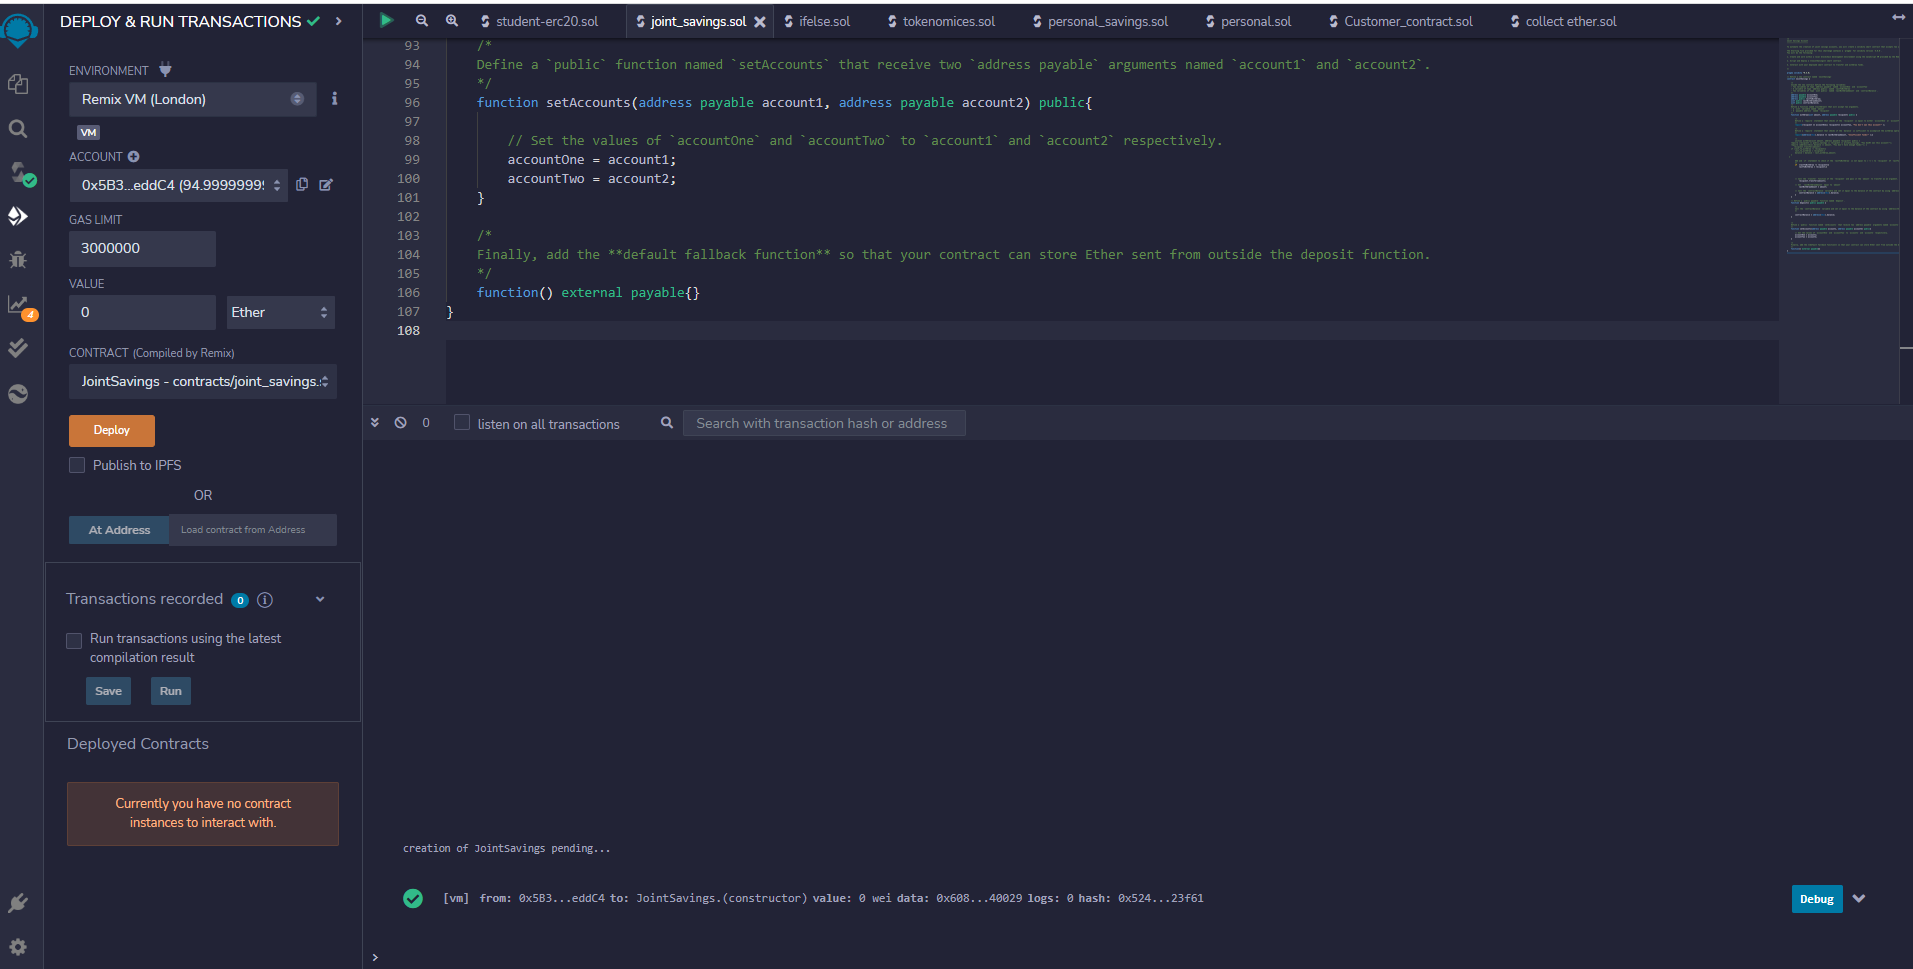 DEPLOY & RUN TRANSACTIONS
ENVIRONMENT
Remix VM (London)
VM
ACCOUNT
0x5B3...eddC4 (94.99999999
GAS LIMIT
3000000
VALUE
0
Ether
CONTRACT (Compiled by Remix)
JointSavings - contracts/joint_savings.
Deploy
Publish to IPFS
OR
At Address
Load contract from Address
Transactions recorded 0
Run transactions using the latest
compilation result
Save
Run
Deployed Contracts
Currently you have no contract
instances to interact with.
4
student-erc20.sol
joint_savings.sol
ifelse.sol
tokenomices.sol
personal_savings.sol
personal.sol
Customer_contract.sol
collect ether.sol
93 /*
94 Define a `public` function named `setAccounts` that receive two `address payable` arguments named `account1` and `account2`.
95 */
96 function setAccounts(address payable account1, address payable account2) public{
97
98 // Set the values of `accountOne` and `accountTwo` to `account1` and `account2` respectively.
99 accountOne = account1;
100 accountTwo = account2;
101 }
102
103 /*
104 Finally, add the **default fallback function** so that your contract can store Ether sent from outside the deposit function.
105 */
106 function() external payable{}
107 }
108
0
listen on all transactions
Search with transaction hash or address
creation of JointSavings pending...
[vm] from: 0x5B3...eddC4 to: JointSavings.(constructor) value: 0 wei data: 0x608...40029 logs: 0 hash: 0x524...23f61
Debug
>